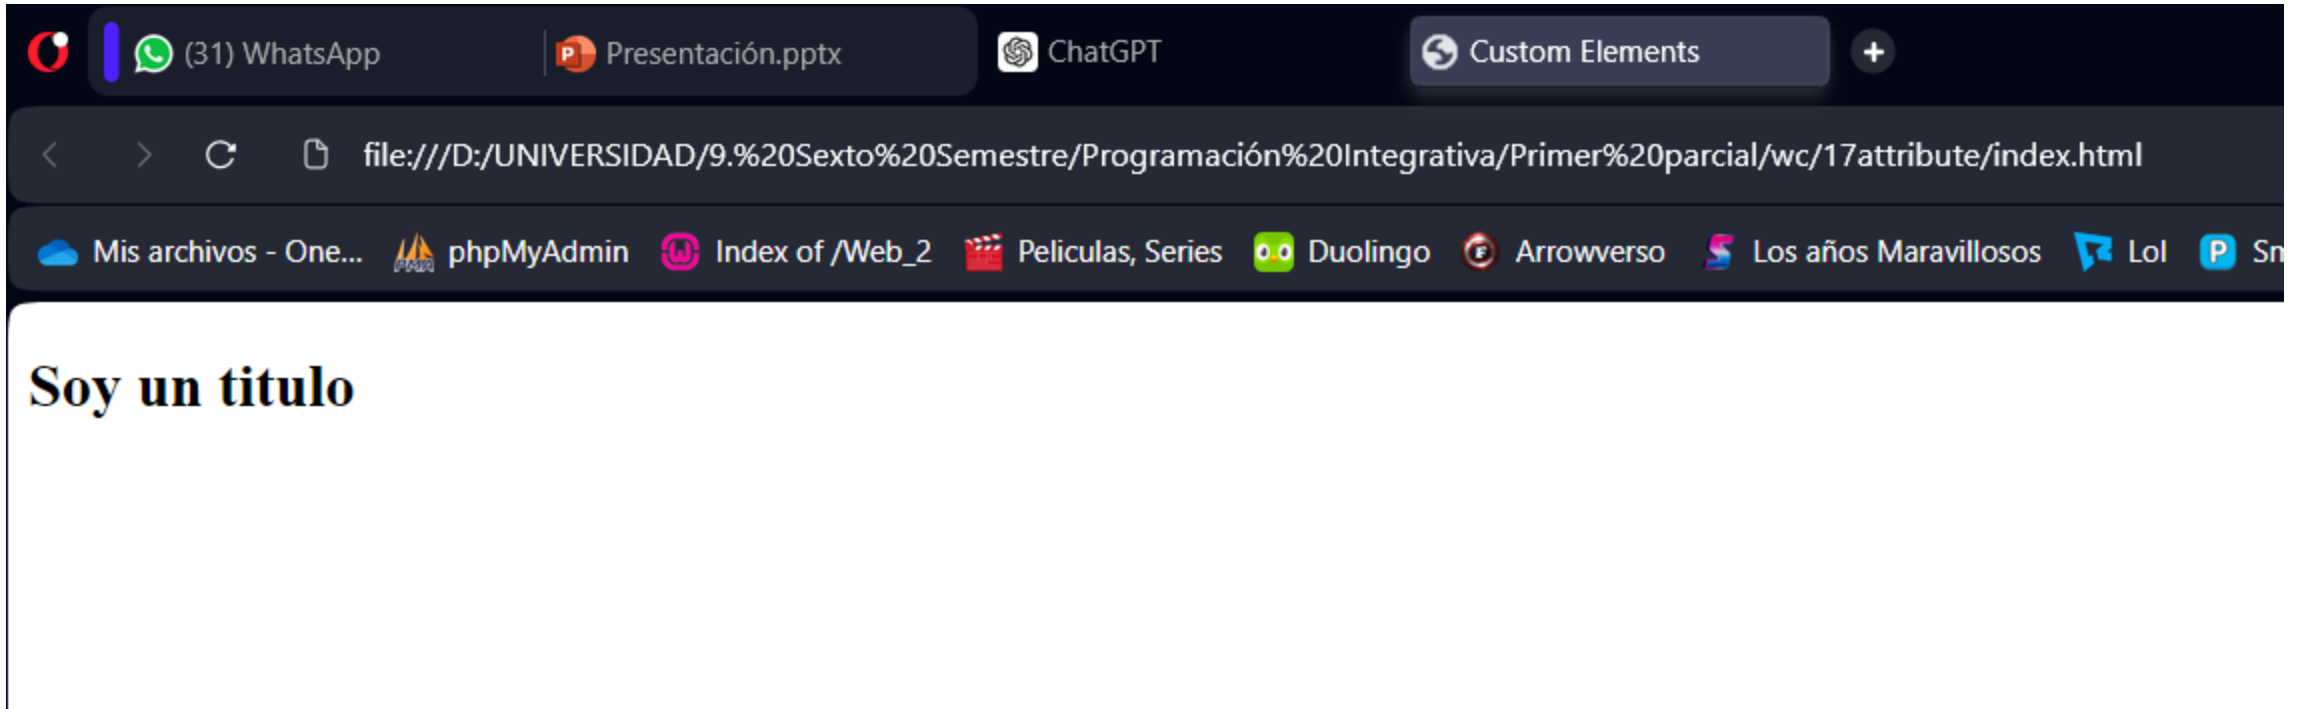 (31) WhatsApp Presentación.pptx ChatGPT Custom Elements
file:///D:/UNIVERSIDAD/9.%20Sexto%20Semestre/Programación%20Integrativa/Primer%20parcial/wc/17attribute/index.html
Mis archivos - One... phpMyAdmin Index of /Web_2 Peliculas, Series Duolingo Arrowverso Los años Maravillosos Lol
Soy un titulo